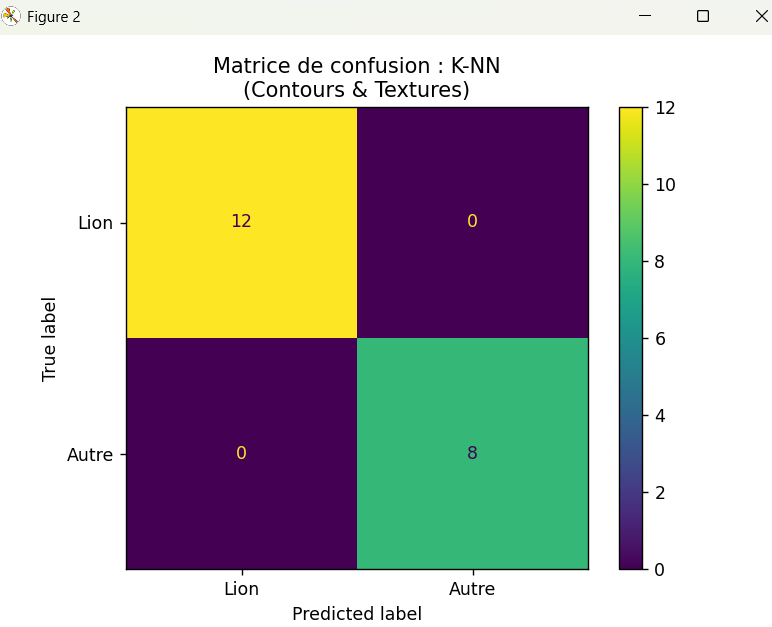 Figure 2
Matrice de confusion : K-NN
(Contours & Textures)
12
10
8
6
4
2
0
Lion
12
0
Autre
0
8
True label
Lion
Autre
Predicted label